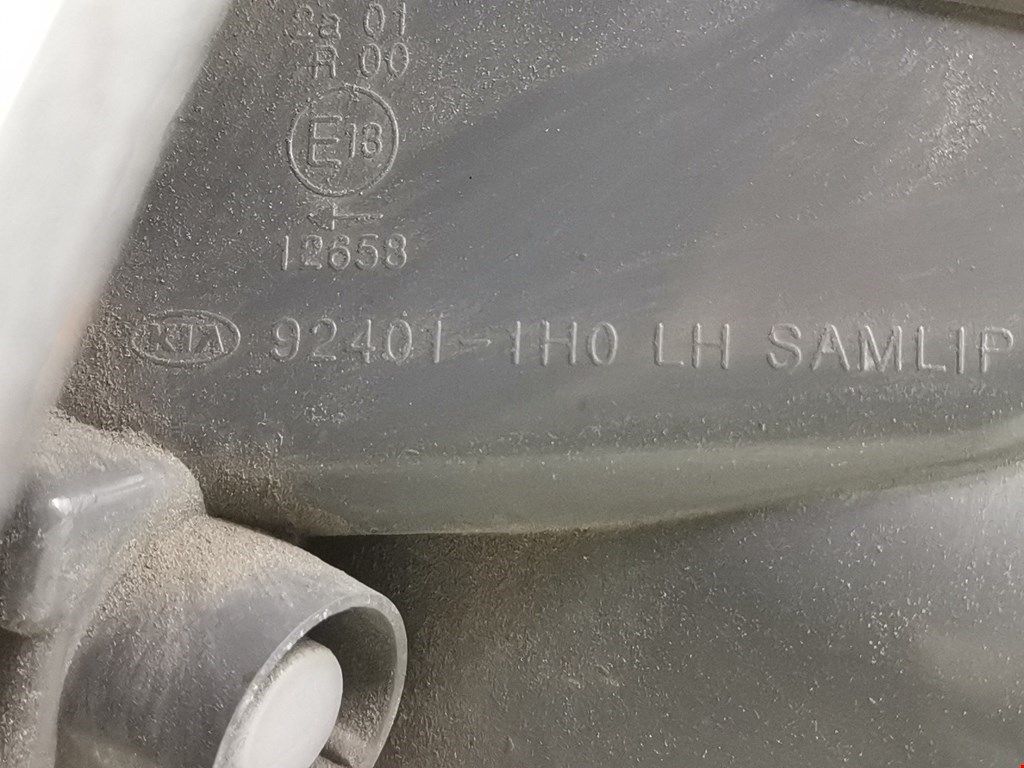 2a 01
R 00
E13
12658
KIA 92401-1H0 LH SAMLIP